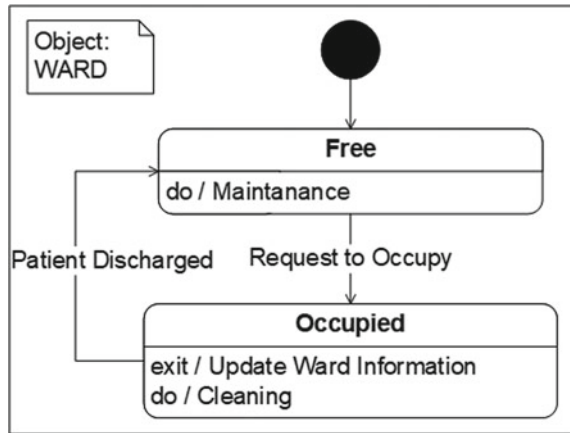 Object:
WARD
Free
do / Maintanance
Patient Discharged
Request to Occupy
Occupied
exit / Update Ward Information
do / Cleaning